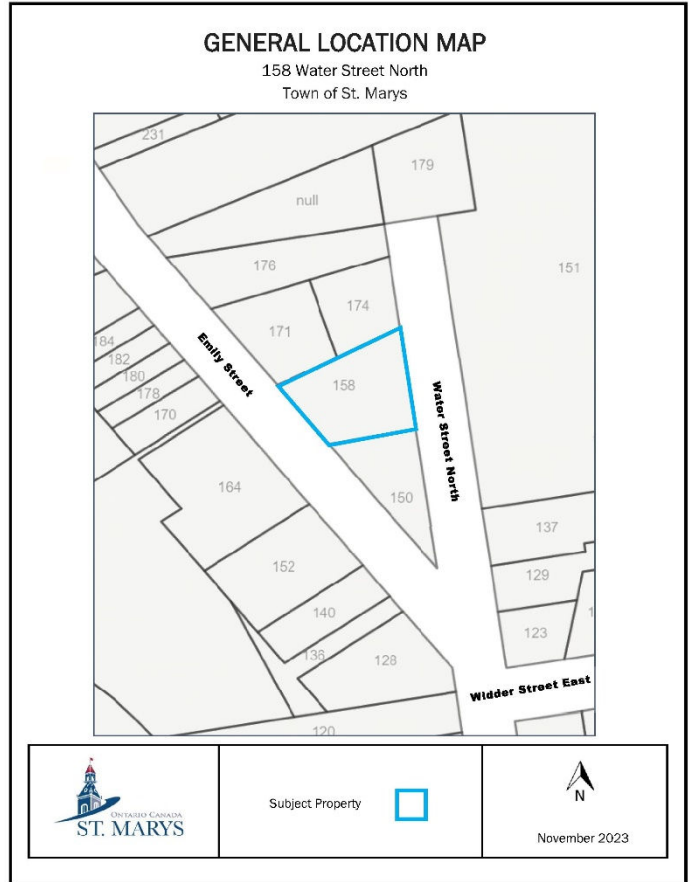 GENERAL LOCATION MAP
158 Water Street North
Town of St. Marys
231
179
null
176
151
174
171
184
182
180
178
170
158
Emily Street
Water Street North
150
164
137
152
129
140
123
136
128
Widder Street East
120
ONTARIO CANADA
ST. MARYS
Subject Property
N
November 2023